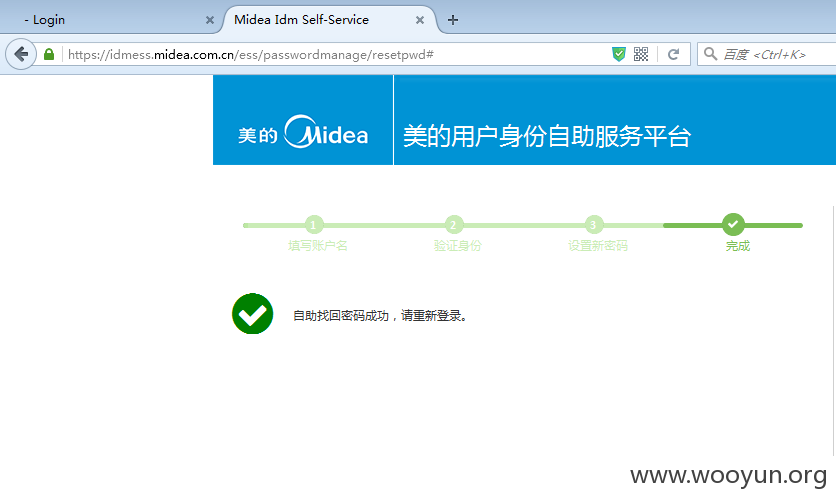 - Login
Midea Idm Self-Service
https://idmess.midea.com.cn/ess/passwordmanage/resetpwd#
百度 <Ctrl+K>
美的 Midea
美的用户身份自助服务平台
1 2 3
填写账户名 验证身份 设置新密码 完成
自助找回密码成功，请重新登录。
www.wooyun.org